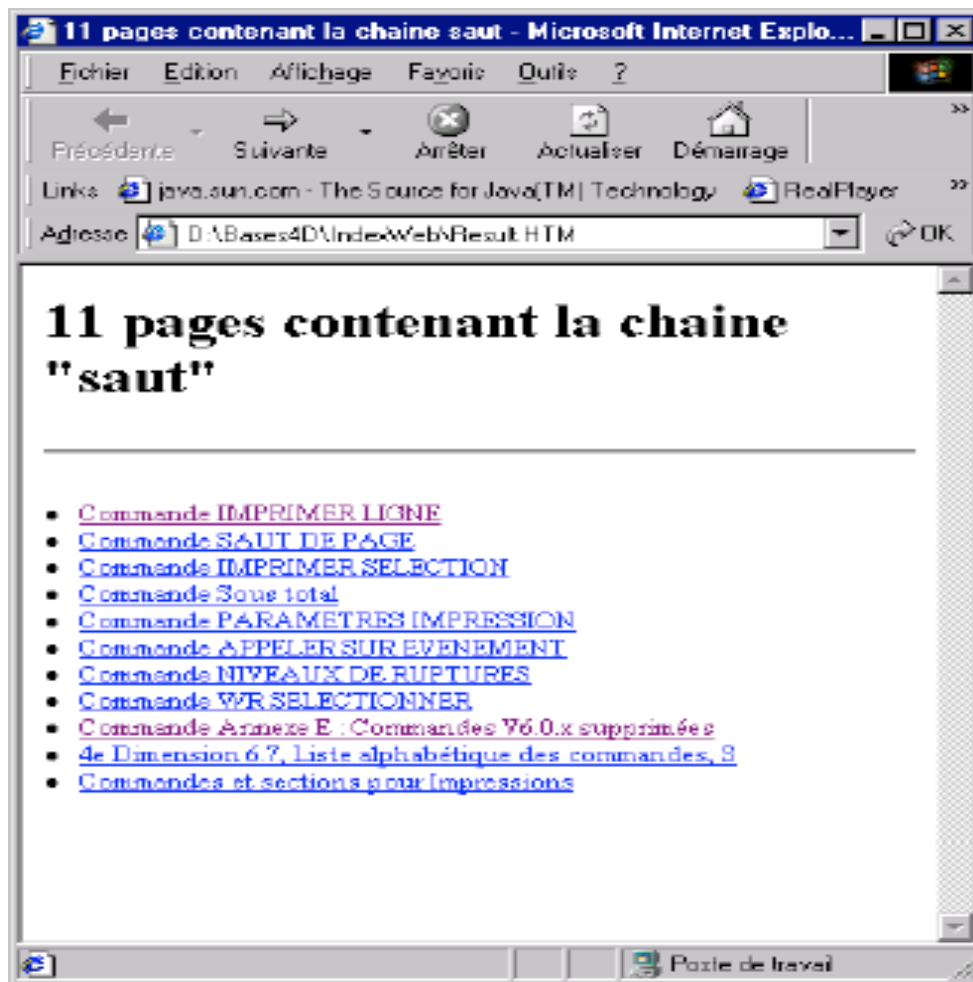 11 pages contenant la chaine saut - Microsoft Internet Explo...
Fichier Edition Affichage Favoris Outils ?
Précédente Suivante Arrêter Actualiser Démarrage »
Links java.sun.com - The Source for Java(TM) Technology RealPlayer »
Adresse D:\Bases4D\IndexWeb\Result.HTM OK
11 pages contenant la chaine
"saut"
Commande IMPRIMER LIGNE
Commande SAUT DE PAGE
Commande IMPRIMER SELECTION
Commande Sous total
Commande PARAMETRES IMPRESSION
Commande APPELER SUR EVENEMENT
Commande NIVEAUX DE RUPTURES
Commande WR SELECTIONNER
Commande Annexe E : Commandes V6.0.x supprimées
4e Dimension 6.7, Liste alphabétique des commandes, S
Commandes et sections pour Impressions
Poste de travail